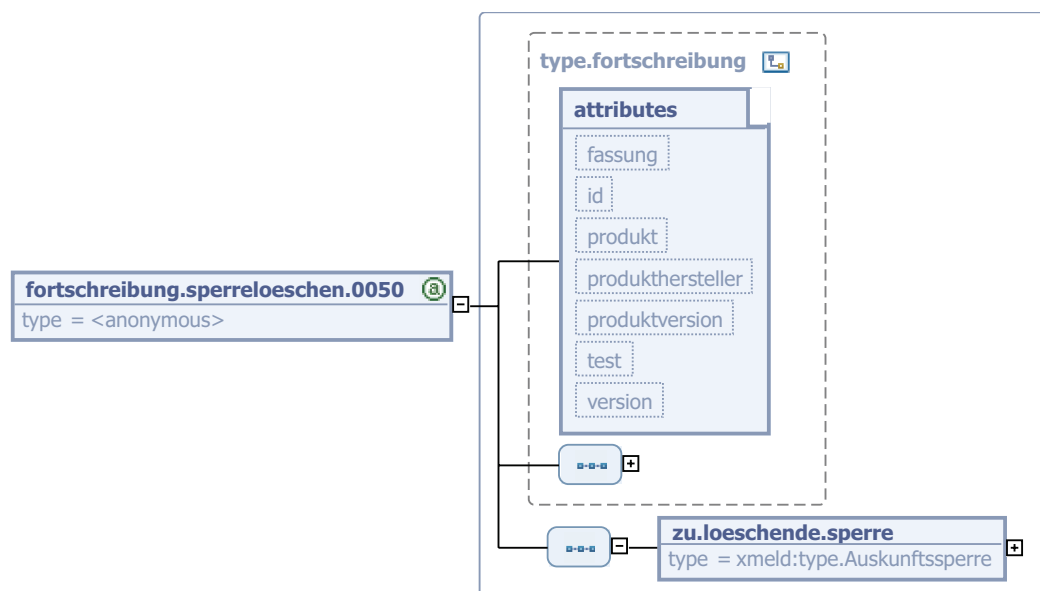 type.fortschreibung
attributes
fassung
id
produkt
produkthersteller
produktversion
test
version
fortschreibung.sperreloeschen.0050
type = <anonymous>
zu.loeschende.sperre
type = xmeld:type.Auskunftssperre